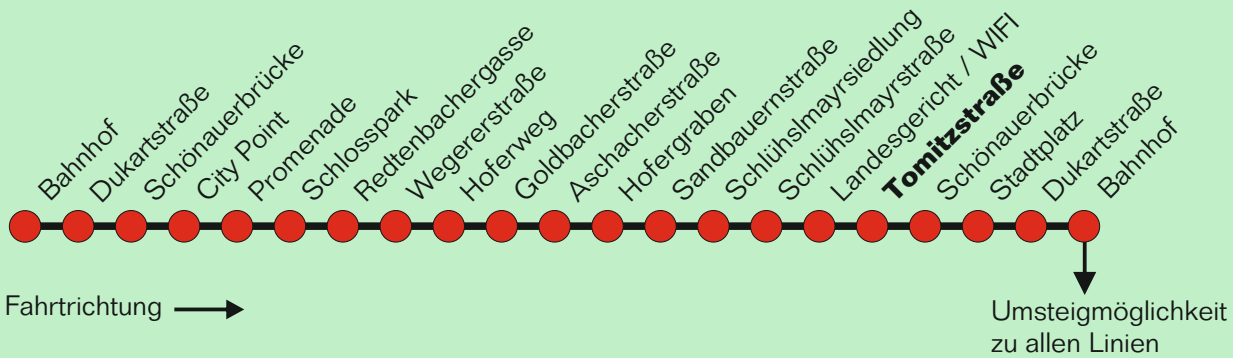 Bahnhof
Dukartstraße
Schönauerbrücke
City Point
Promenade
Schlosspark
Redtenbachergasse
Wegererstraße
Hoferweg
Goldbacherstraße
Aschacherstraße
Hofergraben
Sandbauernstraße
Schlühslmayrsiedlung
Schlühslmayrstraße
Landesgericht / WIFI
Tomitzstraße
Schönauerbrücke
Stadtplatz
Dukartstraße
Bahnhof
Fahrtrichtung
Umsteigmöglichkeit
zu allen Linien